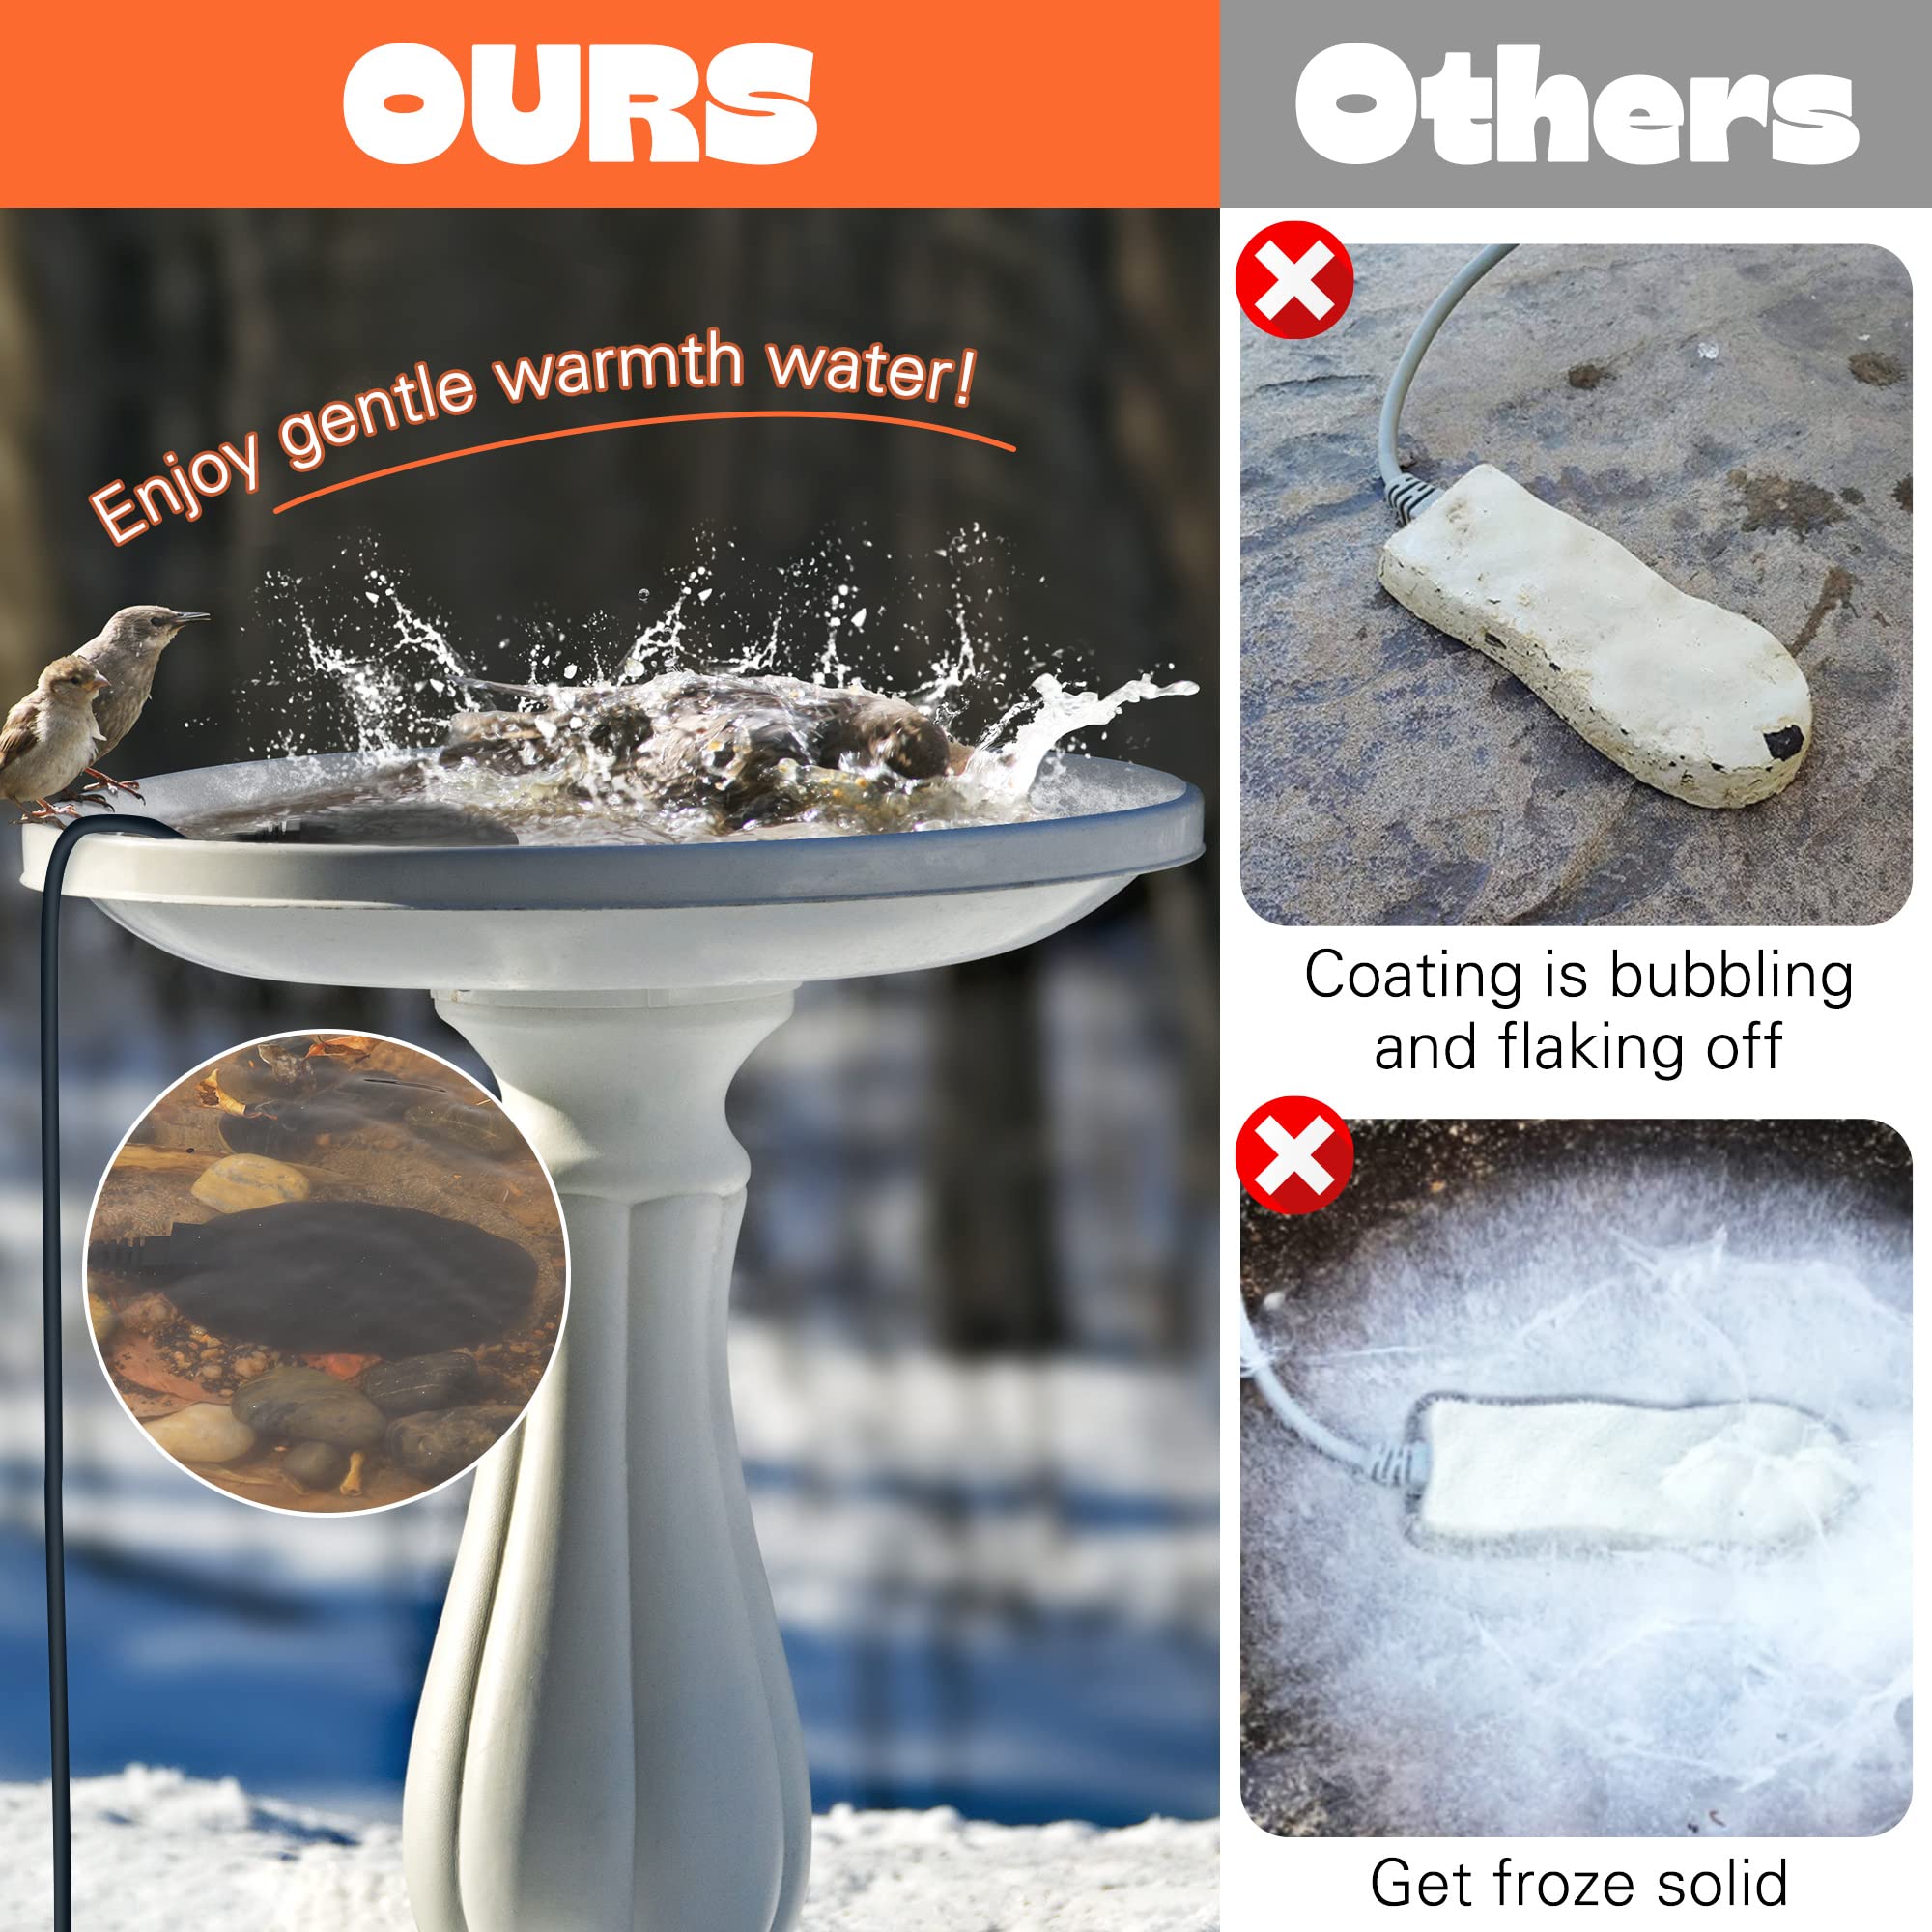 OURS
Others
Enjoy gentle warmth water!
Coating is bubbling
and flaking off
Get froze solid